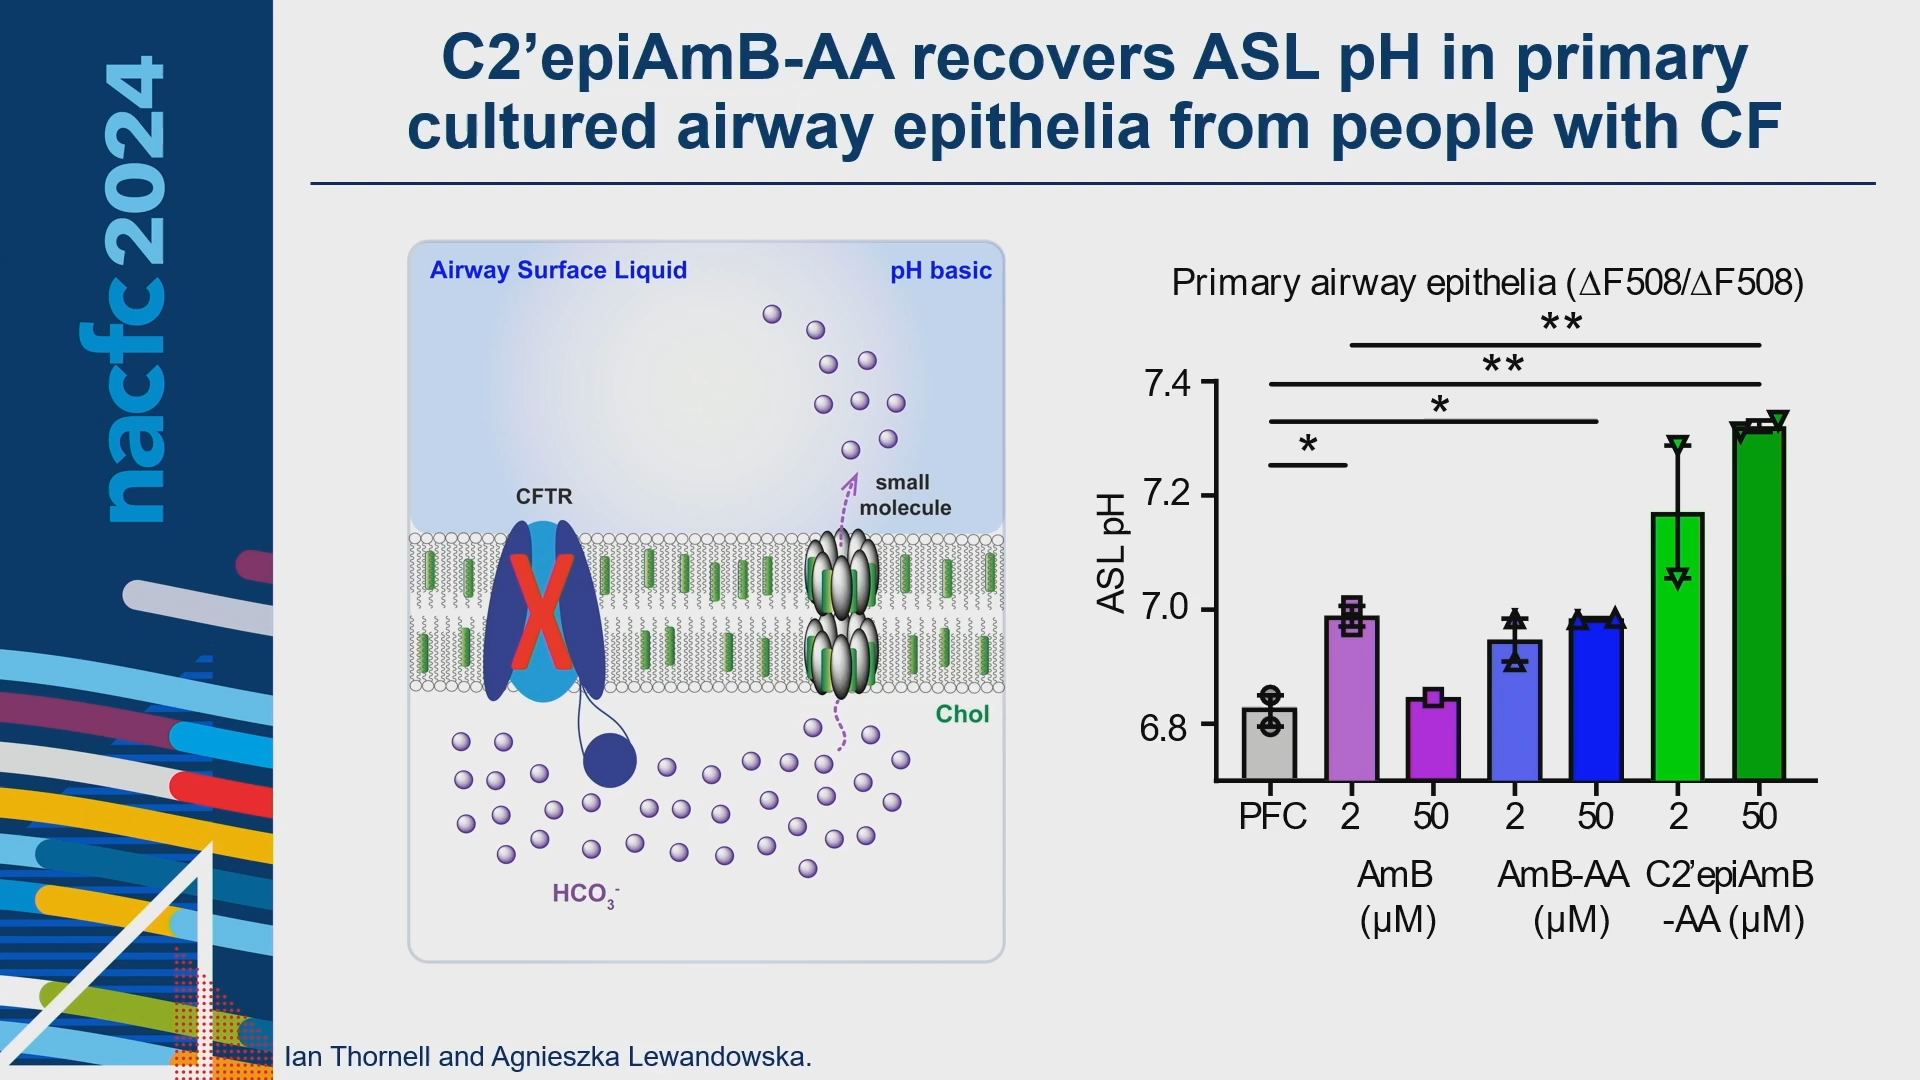 nacfc2024
C2’epiAmB-AA recovers ASL pH in primary
cultured airway epithelia from people with CF
Airway Surface Liquid
pH basic
CFTR
small
molecule
Chol
HCO3-
Primary airway epithelia (ΔF508/ΔF508)
**
**
*
*
ASL pH
7.4
7.2
7.0
6.8
PFC 2 50 2 50 2 50
AmB AmB-AA C2’epiAmB
(µM) (µM) -AA (µM)
Ian Thornell and Agnieszka Lewandowska.